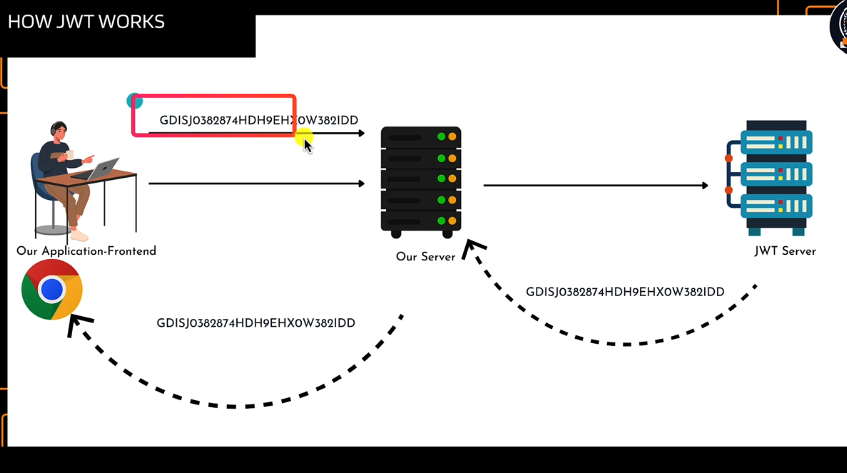 HOW JWT WORKS
GDISJ0382874HDH9EHX0W382IDD
Our Application-Frontend
Our Server
JWT Server
GDISJ0382874HDH9EHX0W382IDD
GDISJ0382874HDH9EHX0W382IDD